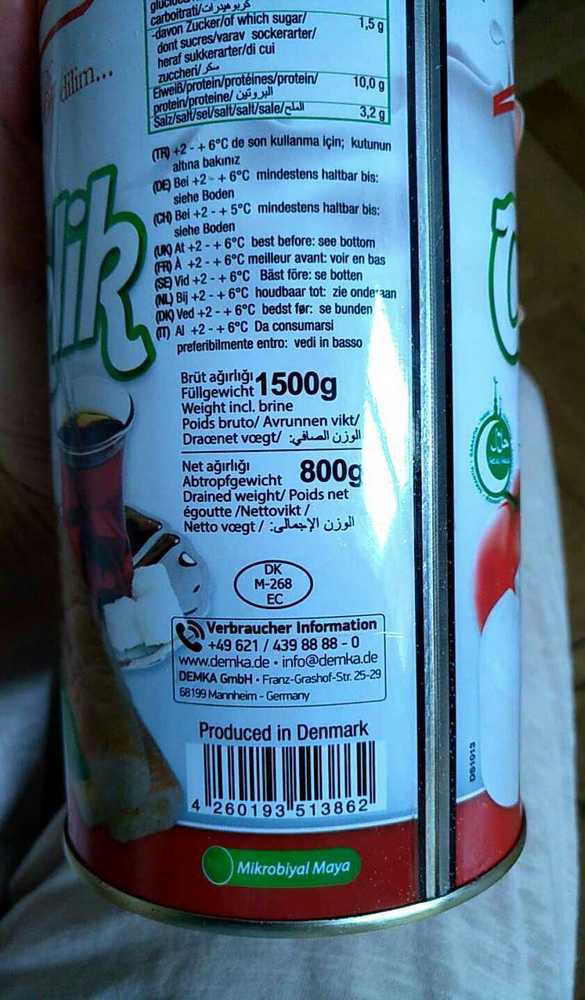 كربوهيدرات/carboitrati
-davon Zucker/of which sugar/ 1,5 g
dont sucres/varav sockerarter/
heraf sukkerarter/di cui
zuccheri/سكر
Eiweiß/protein/protéines/protein/ 10,0 g
protein/proteine/ البروتين
Salz/salt/sel/salt/salt/sale/الملح 3,2 g
dilim...
(TR) +2 - + 6°C de son kullanma için; kutunun
altına bakınız
(DE) Bei +2 - + 6°C mindestens haltbar bis:
siehe Boden
(CH) Bei +2 - + 5°C mindestens haltbar bis:
siehe Boden
(UK) At +2 - + 6°C best before: see bottom
(FR) À +2 - + 6°C meilleur avant: voir en bas
(SE) Vid +2 - + 6°C Bäst före: se botten
(NL) Bij +2 - + 6°C houdbaar tot: zie onderaan
(DK) Ved +2 - + 6°C bedst før: se bunden
(IT) Al +2 - + 6°C Da consumarsi
preferibilmente entro: vedi in basso
dik
Brüt ağırlığı
Füllgewicht 1500g
Weight incl. brine
Poids bruto/ Avrunnen vikt/
Dracenet vœgt/ الوزن الصافي:
Net ağırlığı
Abtropfgewicht 800g
Drained weight/ Poids net
égoutte /Nettovikt /
Netto vœgt / الوزن الإجمالى:
حلال
DK
M-268
EC
Verbraucher Information
+49 621 / 439 88 88 - 0
www.demka.de • info@demka.de
DEMKA GmbH • Franz-Grashof-Str. 25-29
68199 Mannheim - Germany
Produced in Denmark
4 260193 513862
DS1013
Mikrobiyal Maya